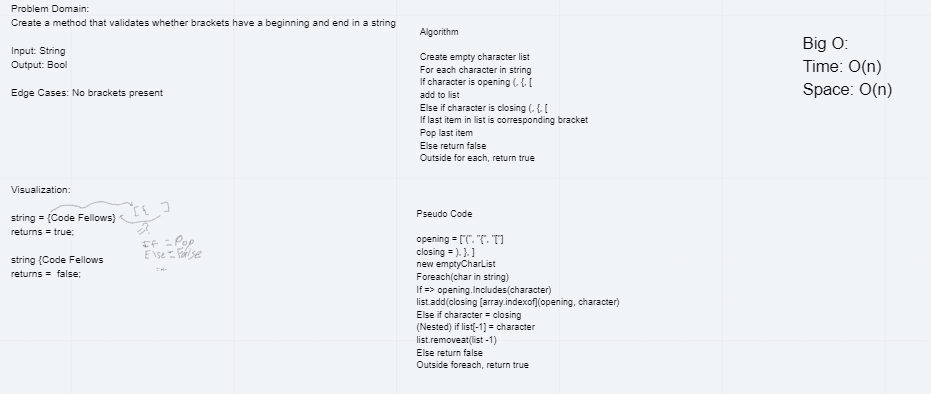 Problem Domain:
Create a method that validates whether brackets have a beginning and end in a string
Input: String
Output: Bool
Edge Cases: No brackets present
Visualization:
string = {Code Fellows}
returns = true;
string {Code Fellows
returns =  false;
[{ ]
If = Pop
Else = False
Algorithm
Create empty character list
For each character in string
If character is opening (, {, [
add to list
Else if character is closing (, {, [
If last item in list is corresponding bracket
Pop last item
Else return false
Outside for each, return true
Pseudo Code
opening = ["(", "{", "["]
closing = ), }, ]
new emptyCharList
Foreach(char in string)
If => opening.Includes(character)
list.add(closing [array.indexof](opening, character)
Else if character = closing
(Nested) if list[-1] = character
list.removeat(list -1)
Else return false
Outside foreach, return true
Big O:
Time: O(n)
Space: O(n)